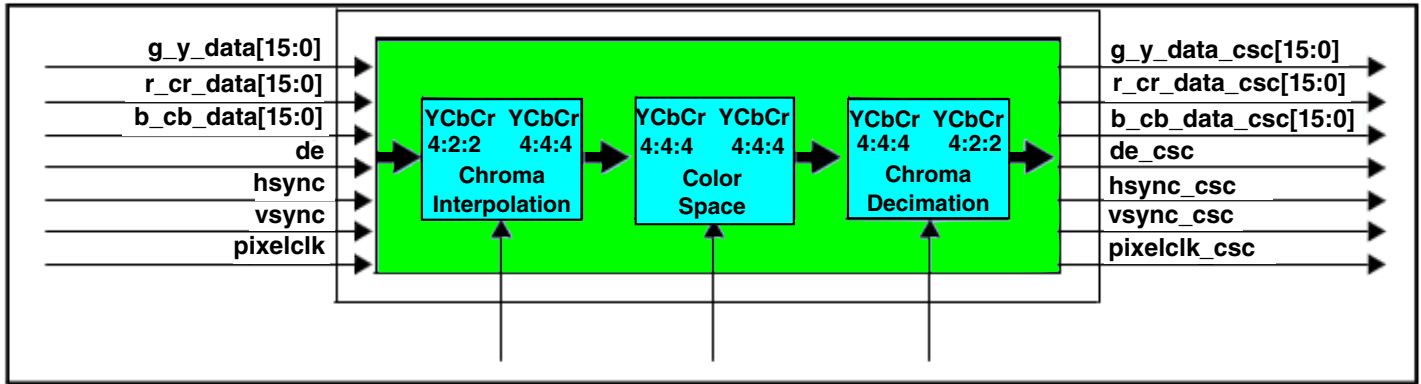 g_y_data[15:0]
r_cr_data[15:0]
b_cb_data[15:0]
de
hsync
vsync
pixelclk
YCbCr YCbCr
4:2:2 4:4:4
Chroma
Interpolation
YCbCr YCbCr
4:4:4 4:4:4
Color
Space
YCbCr YCbCr
4:4:4 4:2:2
Chroma
Decimation
g_y_data_csc[15:0]
r_cr_data_csc[15:0]
b_cb_data_csc[15:0]
de_csc
hsync_csc
vsync_csc
pixelclk_csc